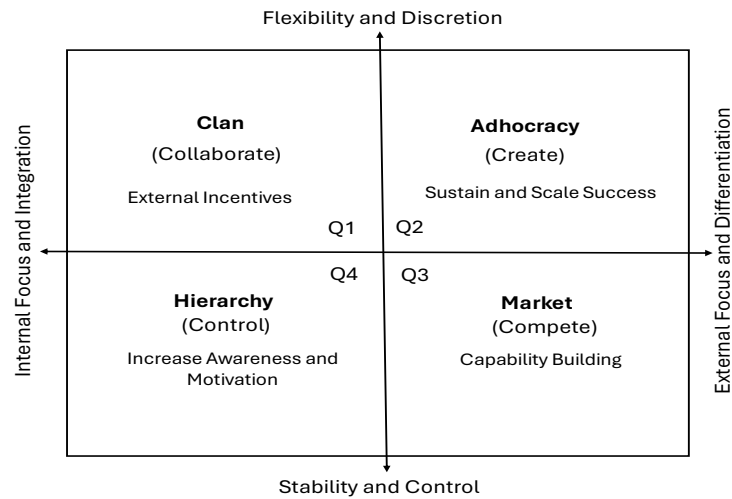 Flexibility and Discretion
Internal Focus and Integration
Clan
(Collaborate)
External Incentives
Q1
Adhocracy
(Create)
Sustain and Scale Success
Q2
Q4
Hierarchy
(Control)
Increase Awareness and
Motivation
Q3
Market
(Compete)
Capability Building
External Focus and Differentiation
Stability and Control